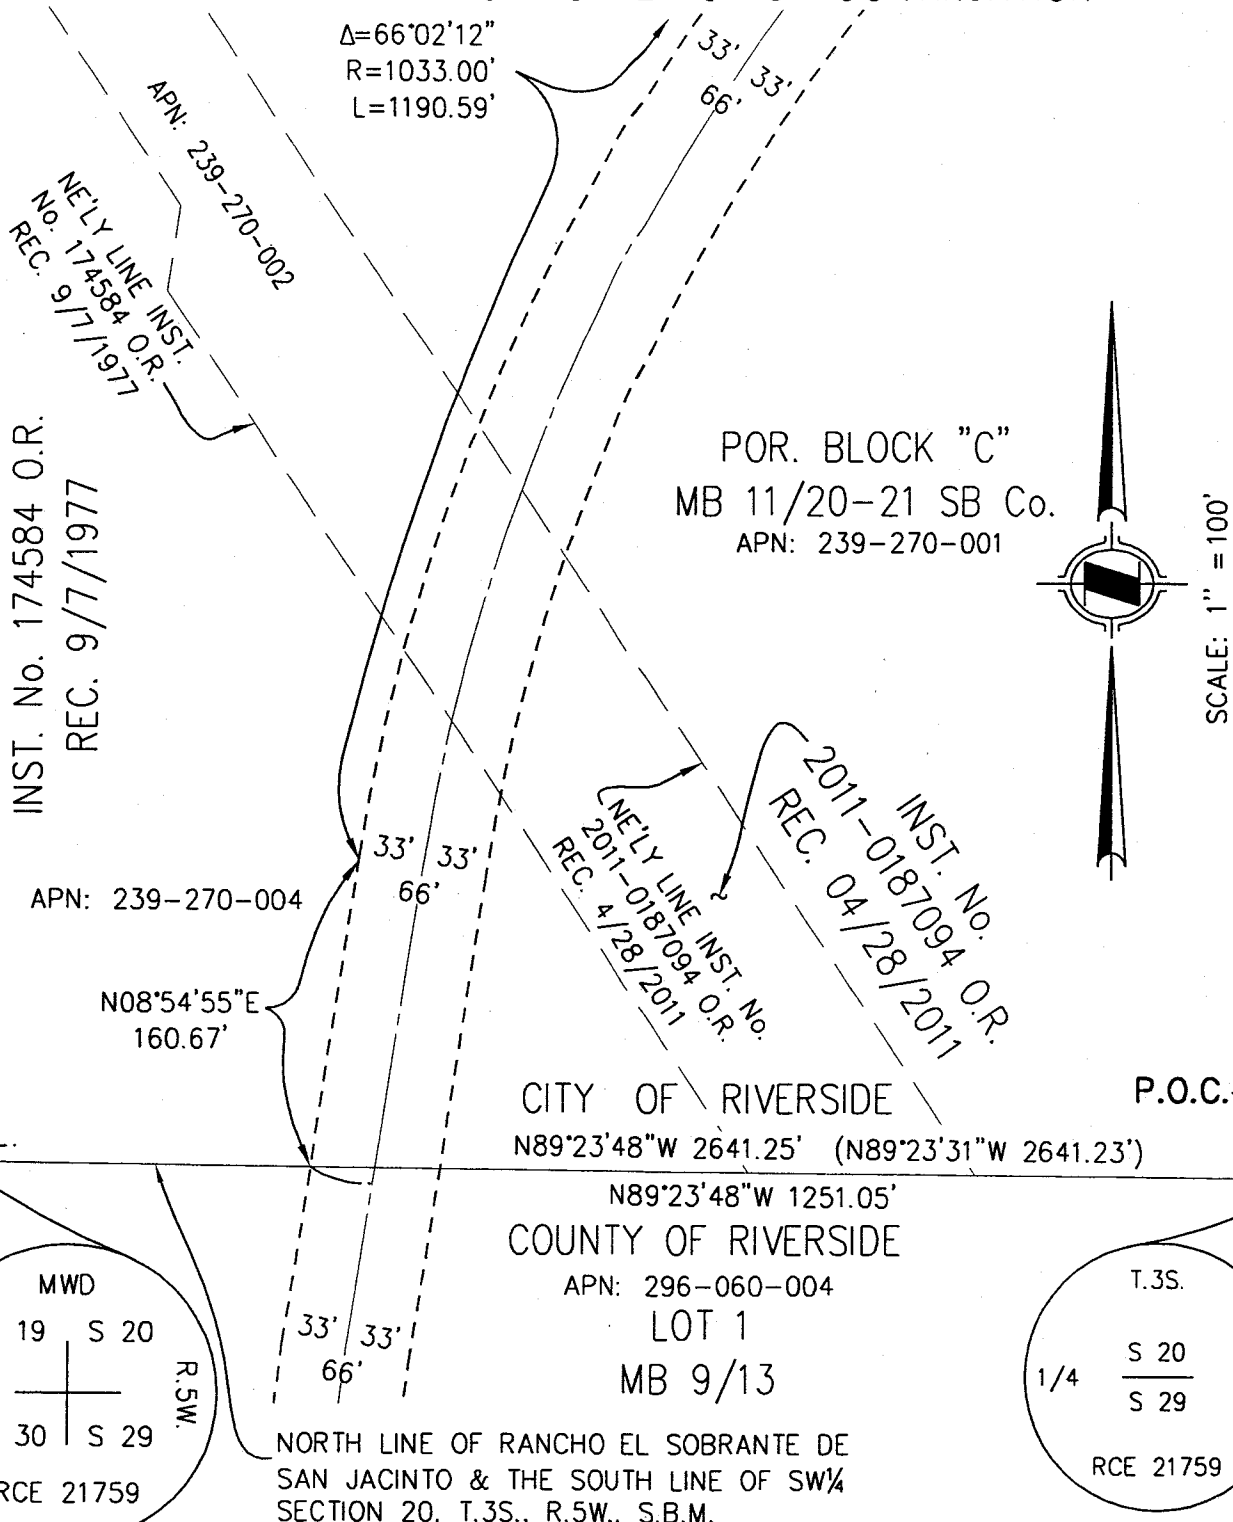 Δ=66°02'12"
R=1033.00'
L=1190.59'
33'
33'
66'
APN: 239-270-002
NE'LY LINE INST.
No. 174584 O.R.
REC. 9/7/1977
INST. No. 174584 O.R.
REC. 9/7/1977
POR. BLOCK "C"
MB 11/20-21 SB Co.
APN: 239-270-001
SCALE: 1" = 100'
33'
33'
66'
APN: 239-270-004
NE'LY LINE INST. No.
2011-0187094 O.R.
REC. 4/28/2011
INST. No.
2011-0187094 O.R.
REC. 04/28/2011
N08°54'55"E
160.67'
CITY OF RIVERSIDE
P.O.C.
N89°23'48"W 2641.25' (N89°23'31"W 2641.23')
N89°23'48"W 1251.05'
COUNTY OF RIVERSIDE
APN: 296-060-004
LOT 1
MB 9/13
33'
33'
66'
MWD
19 S 20
R.5W.
30 S 29
RCE 21759
T.3S.
1/4
S 20
S 29
RCE 21759
NORTH LINE OF RANCHO EL SOBRANTE DE
SAN JACINTO & THE SOUTH LINE OF SW¼
SECTION 20, T.3S., R.5W., S.B.M.